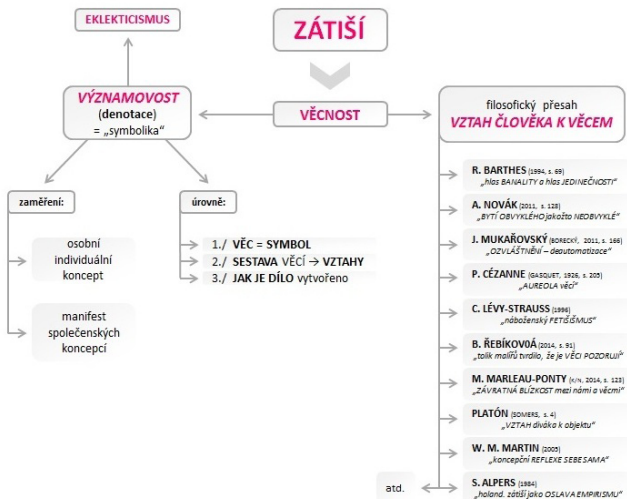 EKLEKTICISMUS
ZÁTIŠÍ
VÝZNAMOVOST
(denotace)
= „symbolika“
VĚCNOST
filosofický přesah
VZTAH ČLOVĚKA K VĚCEM
zaměření:
osobní
individuální
koncept
manifest
společenských
koncepcí
úrovně:
1./ VĚC = SYMBOL
2./ SESTAVA VĚCÍ → VZTAHY
3./ JAK JE DÍLO vytvořeno
R. BARTHES (1994, s. 69)
„hlas BANALITY a hlas JEDINEČNOSTI“
A. NOVÁK (2011, s. 128)
„BYTÍ OBVYKLÉHO jakožto NEOBVYKLÉ“
J. MUKAŘOVSKÝ (BORECKÝ, 2011, s. 166)
„OZVLÁŠTNĚNÍ – deautomatizace“
P. CÉZANNE (GASQUET, 1926, s. 205)
„AUREOLA věcí“
C. LÉVY-STRAUSS (1996)
„náboženský FETIŠISMUS“
B. ŘEBÍKOVOÁ (2014, s. 91)
„tolik malířů tvrdilo, že je VĚCI POZORUJÍ“
M. MARLEAU-PONTY (K/N, 2014, s. 123)
„ZÁVRATNÁ BLÍZKOST mezi námi a věcmi“
PLATÓN (SOMERS, s. 4)
„VZTAH diváka k objektu“
W. M. MARTIN (2005)
„koncepční REFLEXE SEBE SAMA“
atd.
S. ALPERS (1984)
„holand. zátiší jako OSLAVA EMPIRISMU“